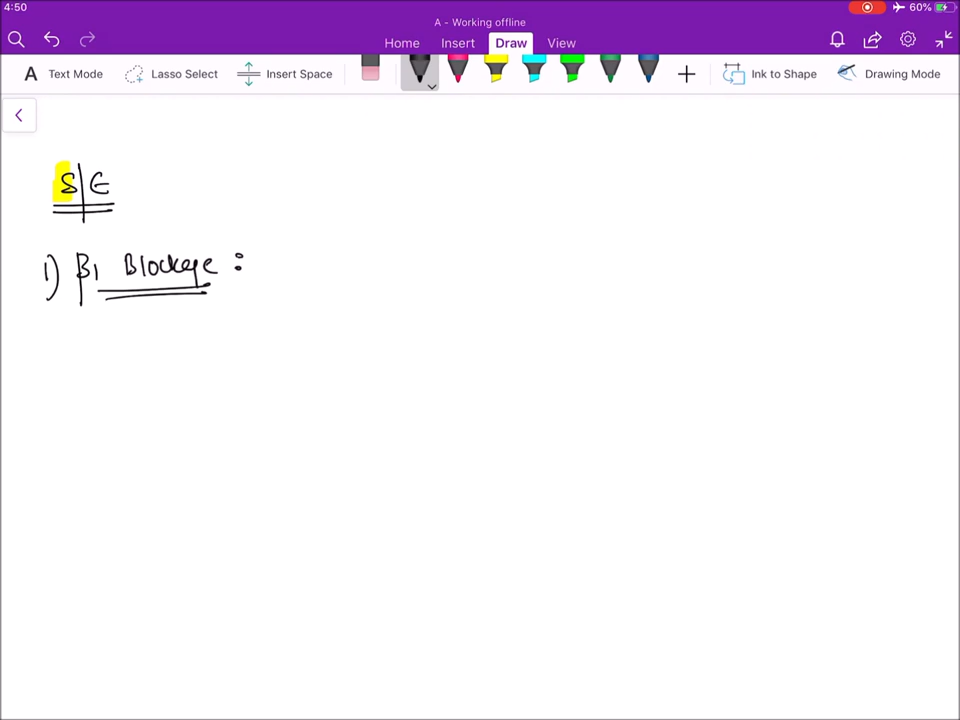 4:50
60%
A - Working offline
Home Insert Draw View
A Text Mode Lasso Select Insert Space Ink to Shape Drawing Mode
S|E
1) β1 Blockage :